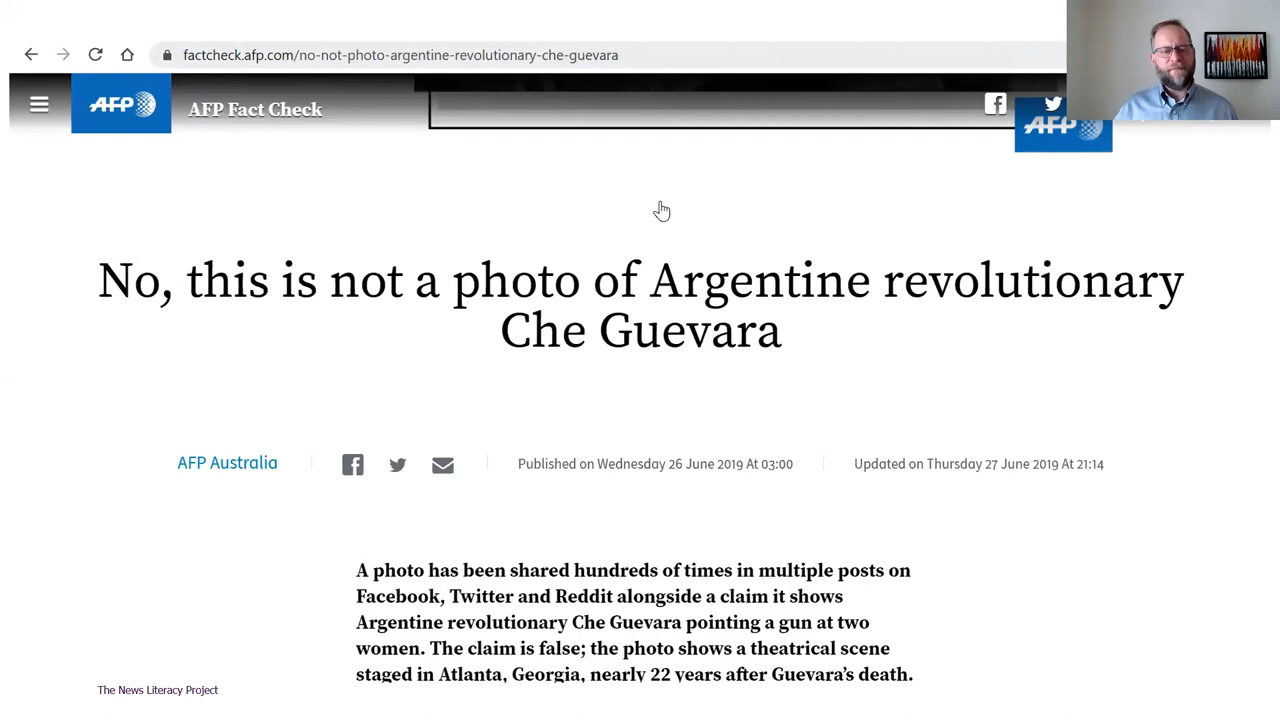 factcheck.afp.com/no-not-photo-argentine-revolutionary-che-guevara
AFP
AFP Fact Check
AFP
No, this is not a photo of Argentine revolutionary
Che Guevara
AFP Australia
Published on Wednesday 26 June 2019 At 03:00
Updated on Thursday 27 June 2019 At 21:14
A photo has been shared hundreds of times in multiple posts on
Facebook, Twitter and Reddit alongside a claim it shows
Argentine revolutionary Che Guevara pointing a gun at two
women. The claim is false; the photo shows a theatrical scene
staged in Atlanta, Georgia, nearly 22 years after Guevara's death.
The News Literacy Project